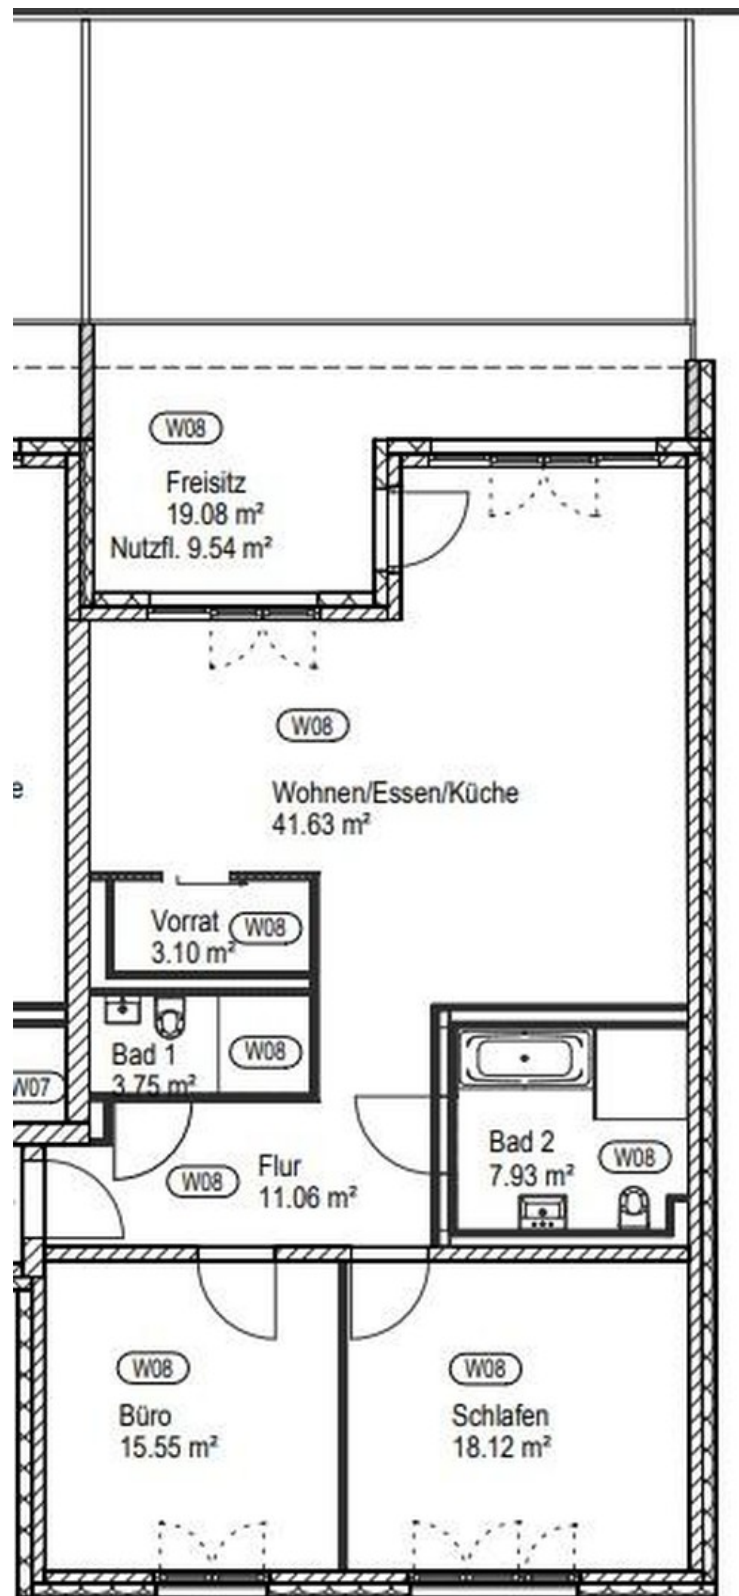 W08
Freisitz
19.08 m²
Nutzfl. 9.54 m²
W08
e
Wohnen/Essen/Küche
41.63 m²
Vorrat
W08
3.10 m²
Bad 1
W08
3.75 m²
W07
Bad 2
W08
7.93 m²
Flur
W08
11.06 m²
W08
Büro
15.55 m²
W08
Schlafen
18.12 m²